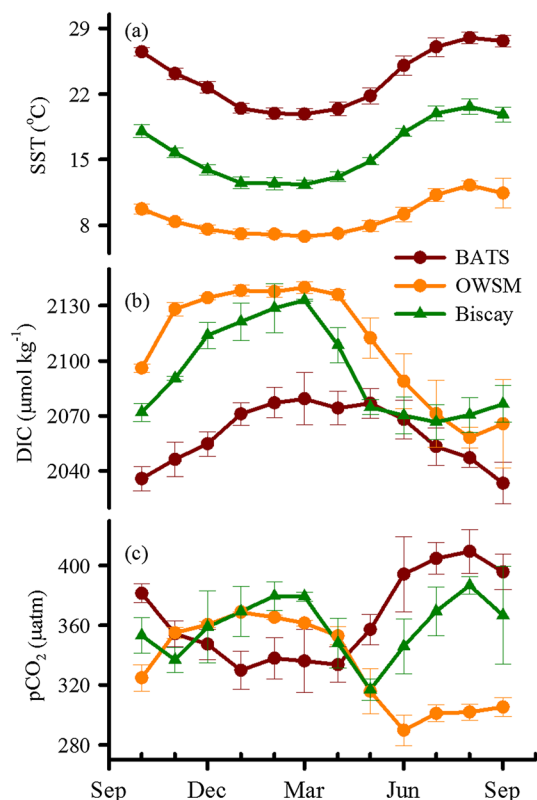 (a)
29
22
15
8
SST (°C)
BATS
OWSM
Biscay
(b)
2130
2100
2070
2040
DIC (μmol kg⁻¹)
(c)
400
360
320
280
pCO₂ (μatm)
Sep Dec Mar Jun Sep